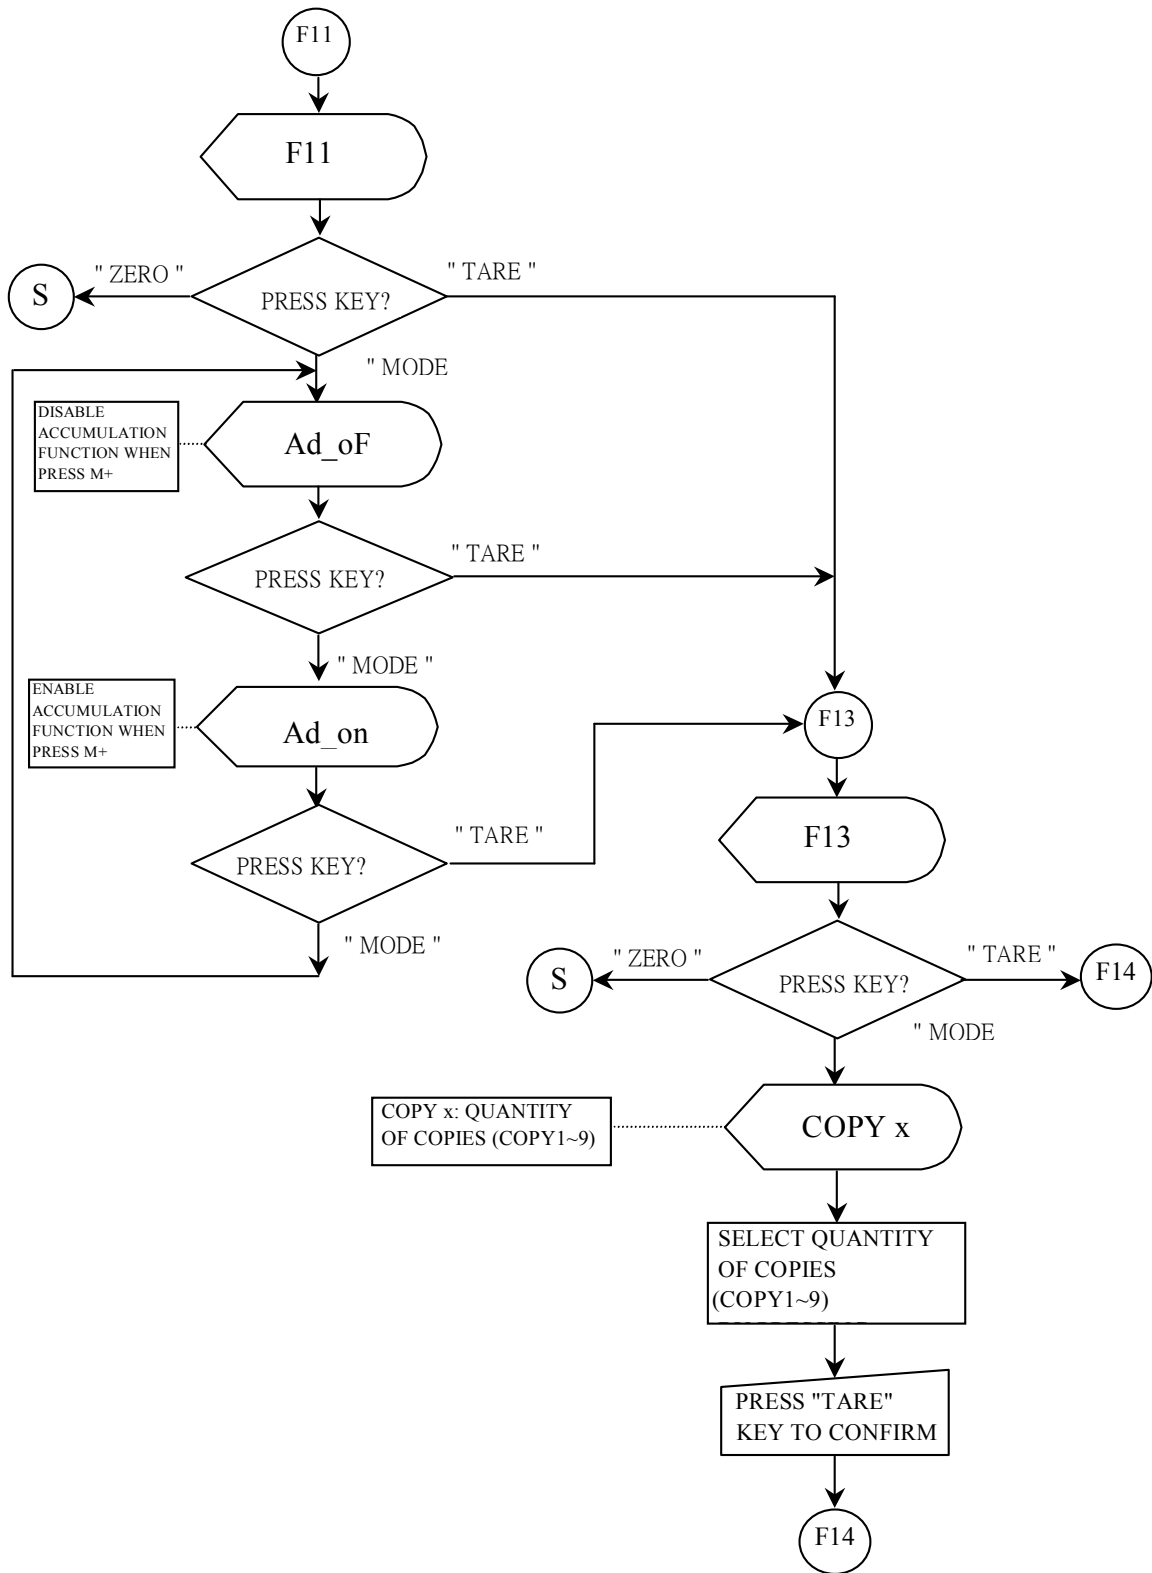 F11
F11
" ZERO "
" TARE "
S
PRESS KEY?
" MODE
DISABLE
ACCUMULATION
FUNCTION WHEN
PRESS M+
Ad_oF
" TARE "
PRESS KEY?
" MODE "
ENABLE
ACCUMULATION
FUNCTION WHEN
PRESS M+
Ad_on
F13
" TARE "
PRESS KEY?
" MODE "
F13
" ZERO "
" TARE "
S
PRESS KEY?
F14
" MODE
COPY x: QUANTITY
OF COPIES (COPY1~9)
COPY x
SELECT QUANTITY
OF COPIES
(COPY1~9)
PRESS "TARE"
KEY TO CONFIRM
F14